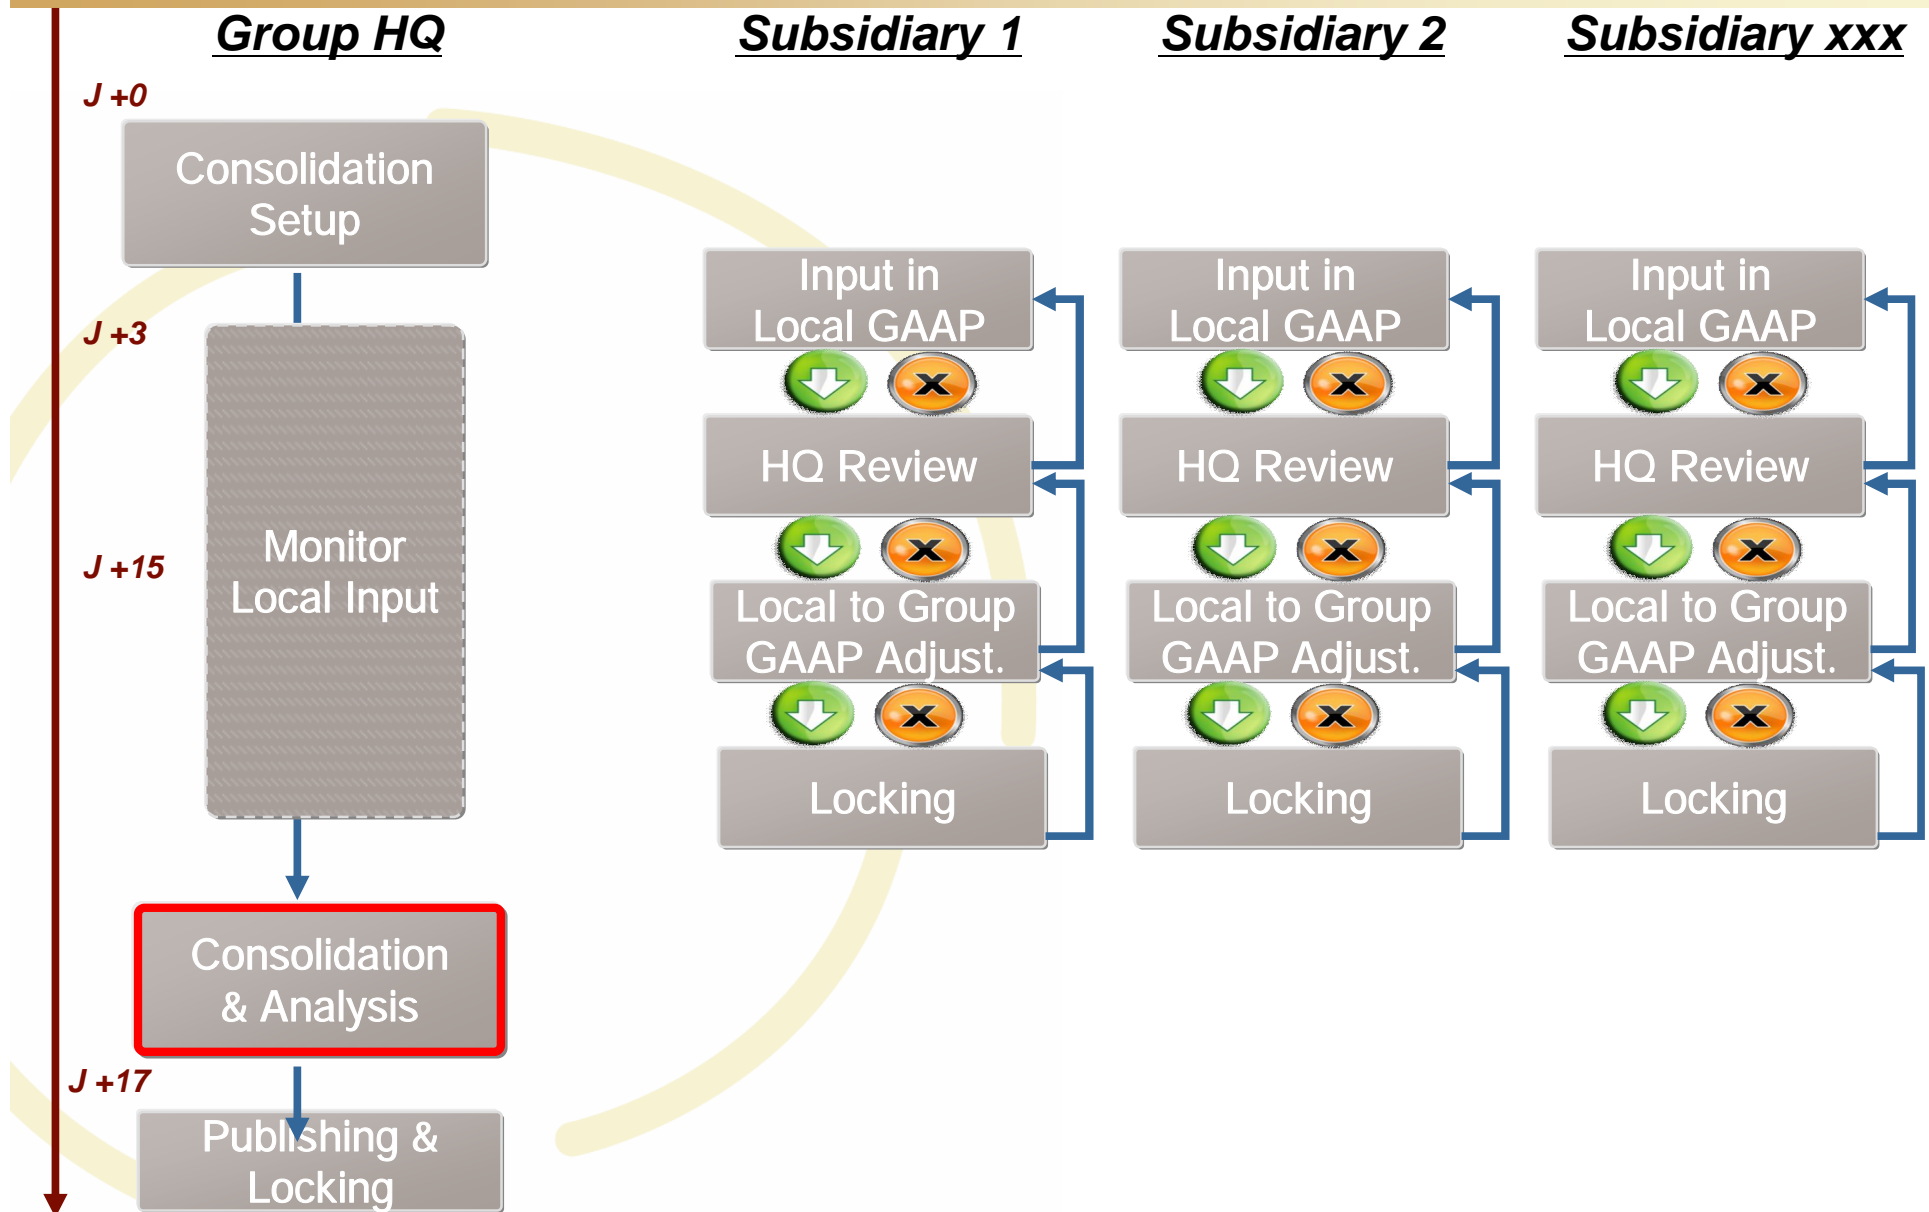 Group HQ
Subsidiary 1
Subsidiary 2
Subsidiary xxx
J +0
Consolidation
Setup
J +3
Monitor
Local Input
J +15
Consolidation
& Analysis
J +17
Publishing &
Locking
Input in
Local GAAP
X
HQ Review
X
Local to Group
GAAP Adjust.
X
Locking
Input in
Local GAAP
X
HQ Review
X
Local to Group
GAAP Adjust.
X
Locking
Input in
Local GAAP
X
HQ Review
X
Local to Group
GAAP Adjust.
X
Locking